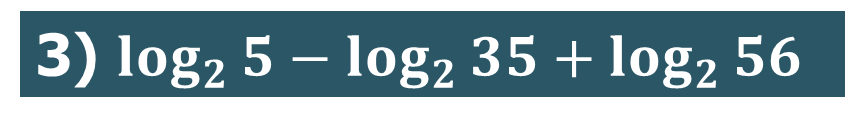 3) log₂ 5 − log₂ 35 + log₂ 56